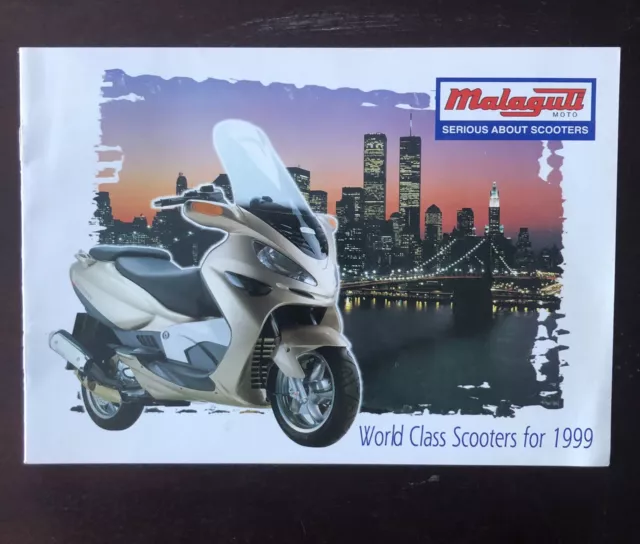 Malaguti
MOTO
SERIOUS ABOUT SCOOTERS
World Class Scooters for 1999